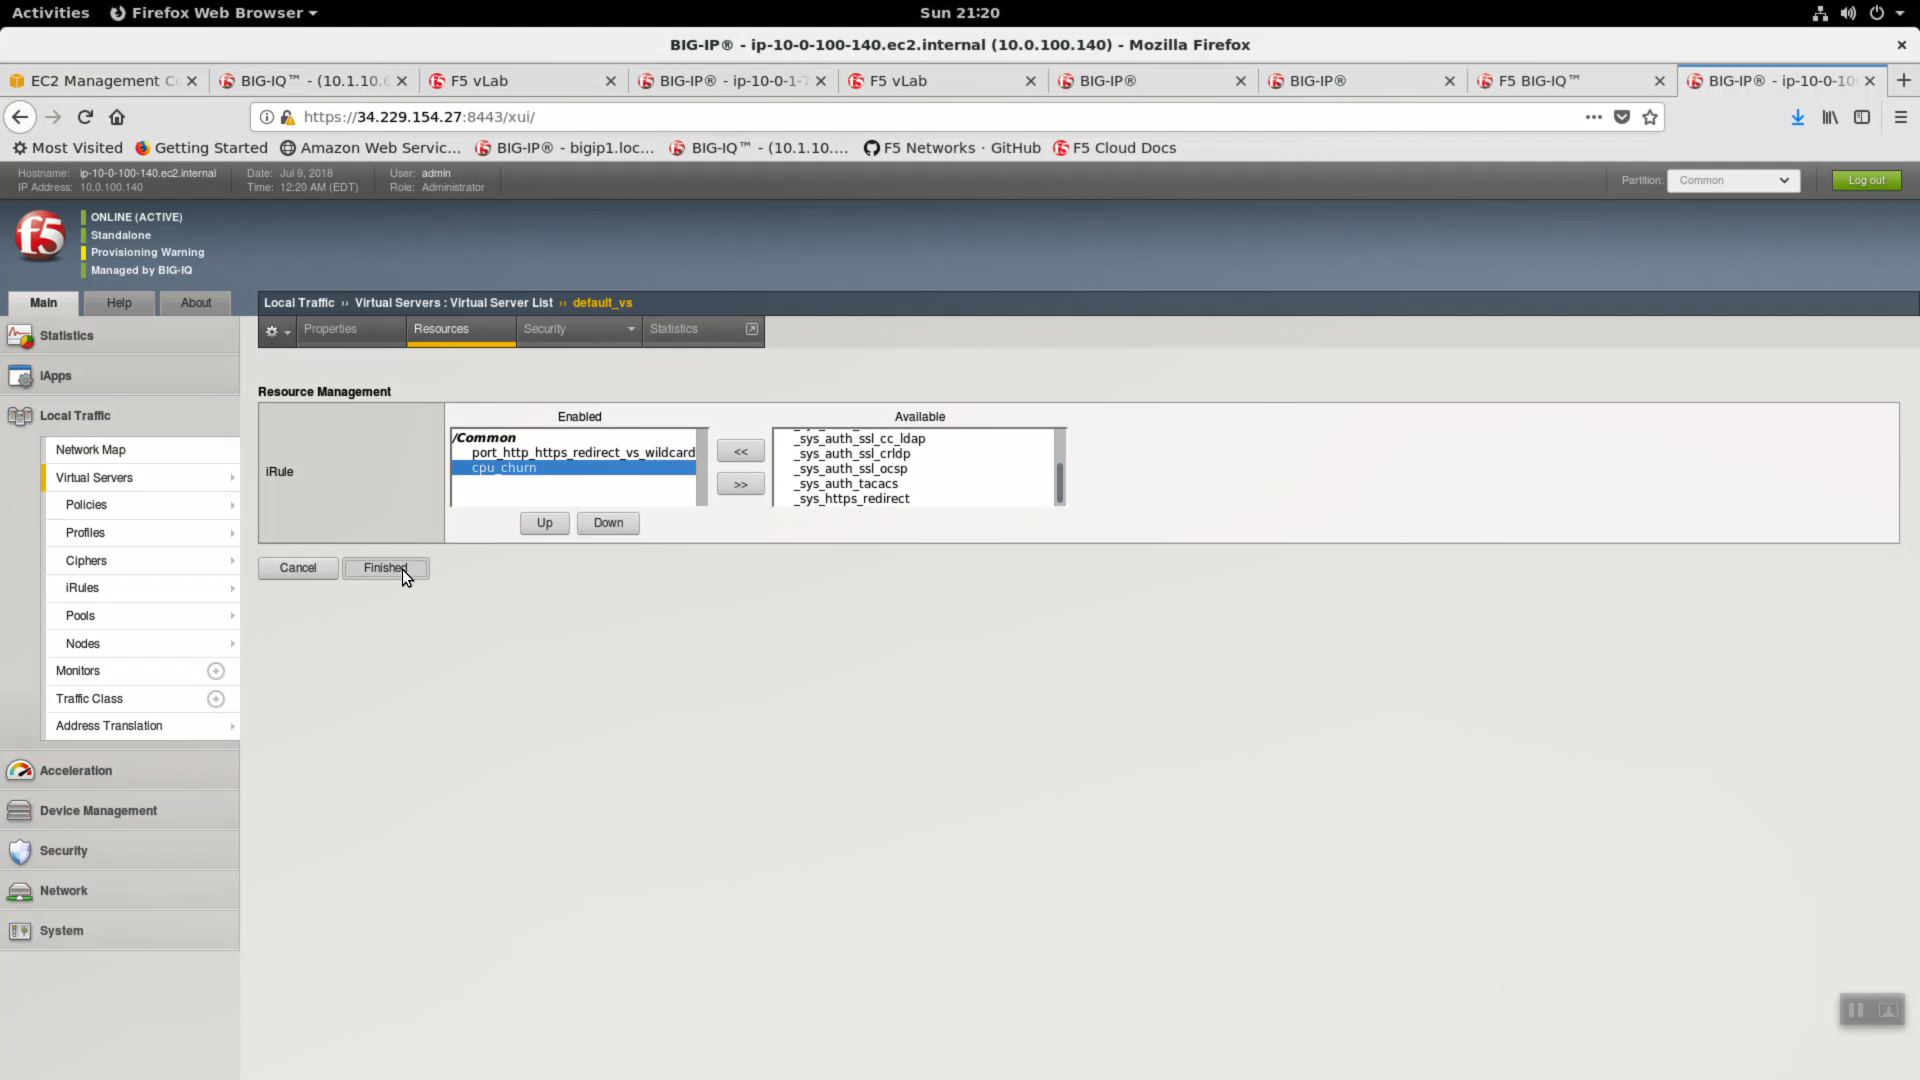 Activities Firefox Web Browser Sun 21:20
BIG-IP® - ip-10-0-100-140.ec2.internal (10.0.100.140) - Mozilla Firefox
EC2 Management Co BIG-IQ™ - (10.1.10.6 F5 vLab BIG-IP® - ip-10-0-1-7 F5 vLab BIG-IP® BIG-IP® F5 BIG-IQ™ BIG-IP® - ip-10-0-10
https://34.229.154.27:8443/xui/
Most Visited Getting Started Amazon Web Servic... BIG-IP® - bigip1.loc... BIG-IQ™ - (10.1.10.... F5 Networks · GitHub F5 Cloud Docs
Hostname: ip-10-0-100-140.ec2.internal Date: Jul 9, 2018 User: admin
IP Address: 10.0.100.140 Time: 12:20 AM (EDT) Role: Administrator
Partition: Common Log out
f5
ONLINE (ACTIVE)
Standalone
Provisioning Warning
Managed by BIG-IQ
Main Help About
Local Traffic ›› Virtual Servers : Virtual Server List ›› default_vs
Properties Resources Security Statistics
Statistics
iApps
Local Traffic
Network Map
Virtual Servers
Policies
Profiles
Ciphers
iRules
Pools
Nodes
Monitors
Traffic Class
Address Translation
Acceleration
Device Management
Security
Network
System
Resource Management
iRule
Enabled
/Common
port_http_https_redirect_vs_wildcard
cpu_churn
Up Down
<<
>>
Available
_sys_auth_ssl_cc_ldap
_sys_auth_ssl_crldp
_sys_auth_ssl_ocsp
_sys_auth_tacacs
_sys_https_redirect
Cancel Finished